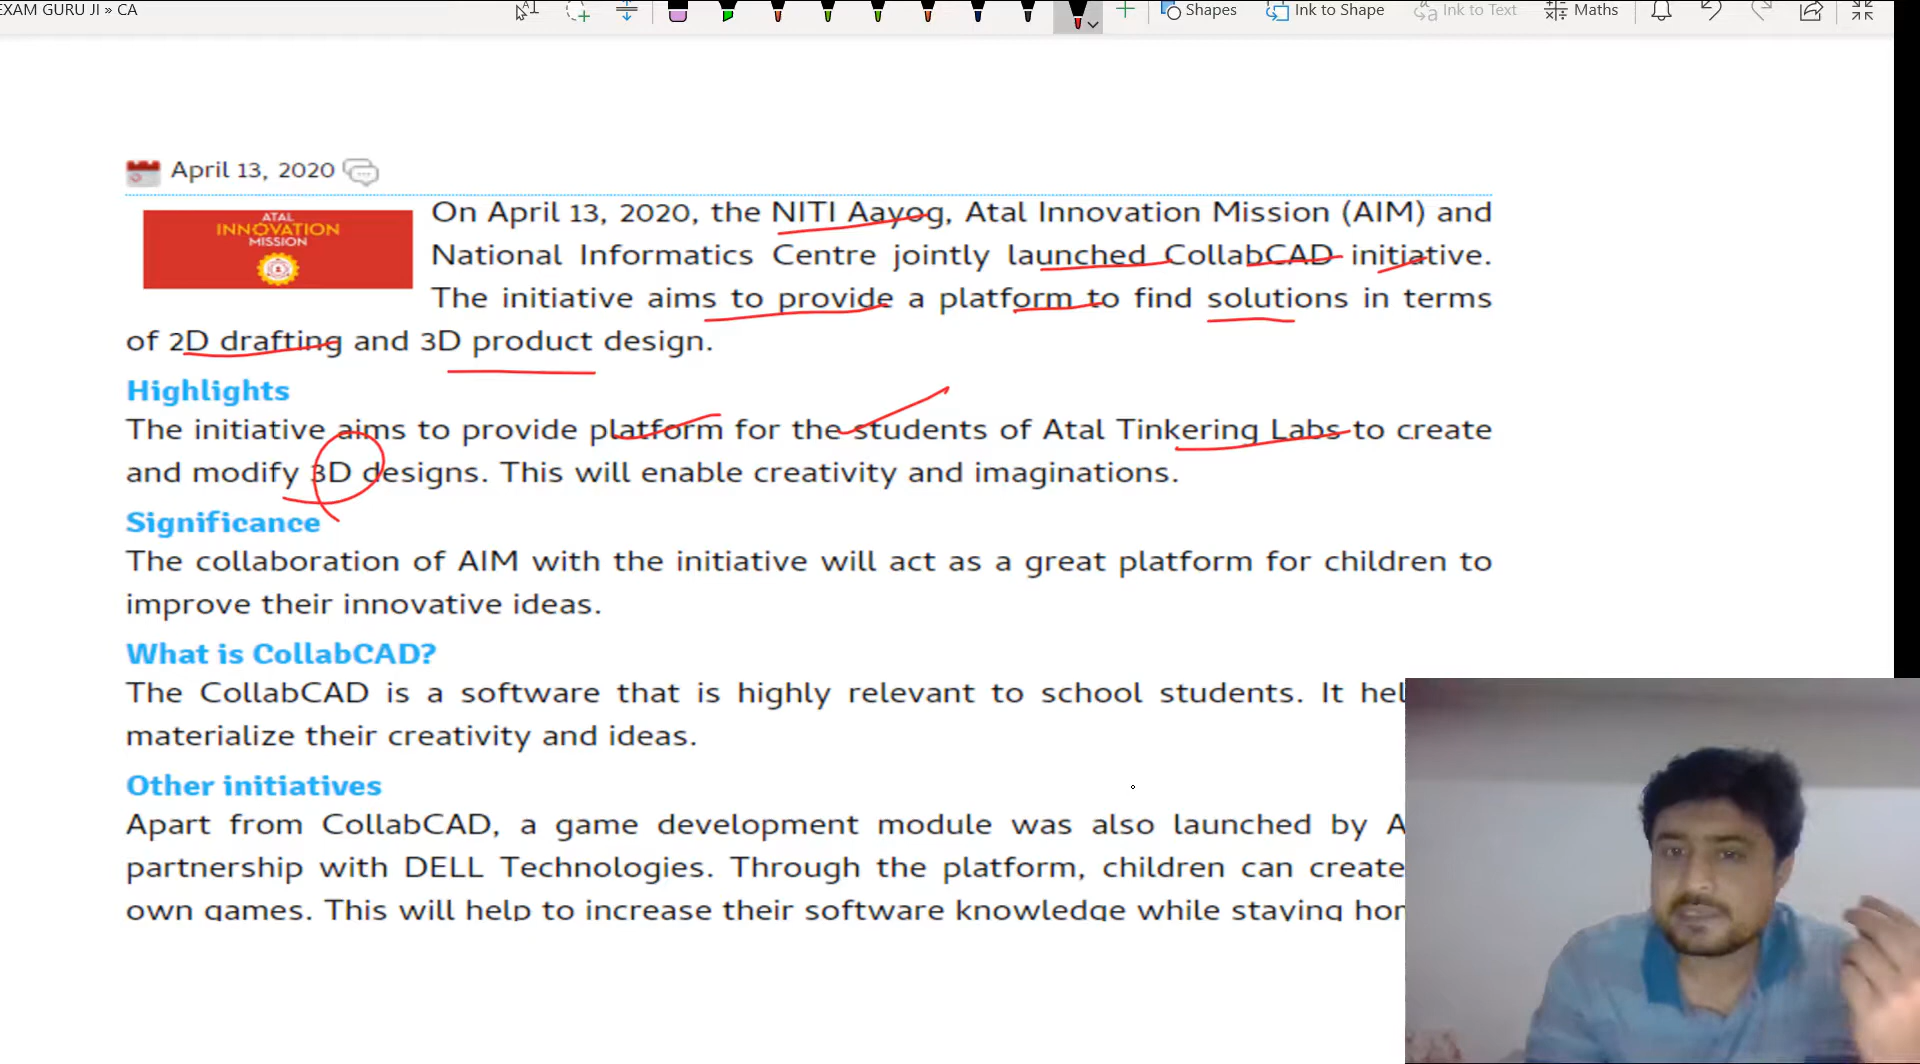 EXAM GURU JI » CA
Shapes
Ink to Shape
Ink to Text
Maths
April 13, 2020
ATAL
INNOVATION
MISSION
On April 13, 2020, the NITI Aayog, Atal Innovation Mission (AIM) and
National Informatics Centre jointly launched CollabCAD initiative.
The initiative aims to provide a platform to find solutions in terms
of 2D drafting and 3D product design.
Highlights
The initiative aims to provide platform for the students of Atal Tinkering Labs to create
and modify 3D designs. This will enable creativity and imaginations.
Significance
The collaboration of AIM with the initiative will act as a great platform for children to
improve their innovative ideas.
What is CollabCAD?
The CollabCAD is a software that is highly relevant to school students. It hel
materialize their creativity and ideas.
Other initiatives
Apart from CollabCAD, a game development module was also launched by A
partnership with DELL Technologies. Through the platform, children can create
own games. This will help to increase their software knowledge while staying hom